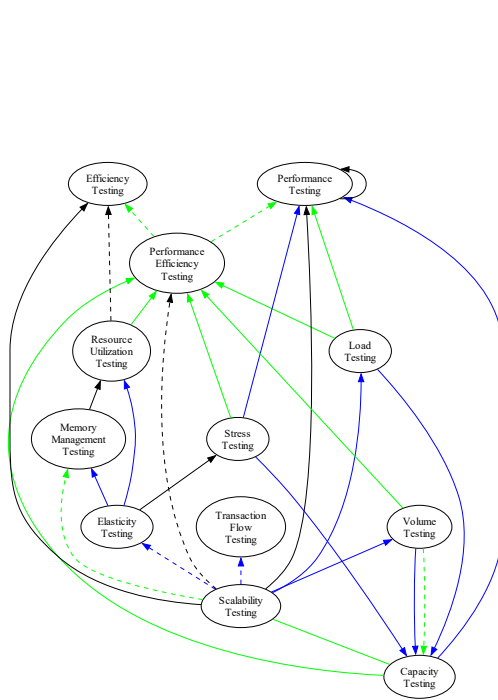 Efficiency
Testing
Performance
Testing
Performance
Efficiency
Testing
Resource
Utilization
Testing
Load
Testing
Memory
Management
Testing
Stress
Testing
Elasticity
Testing
Transaction
Flow
Testing
Volume
Testing
Scalability
Testing
Capacity
Testing